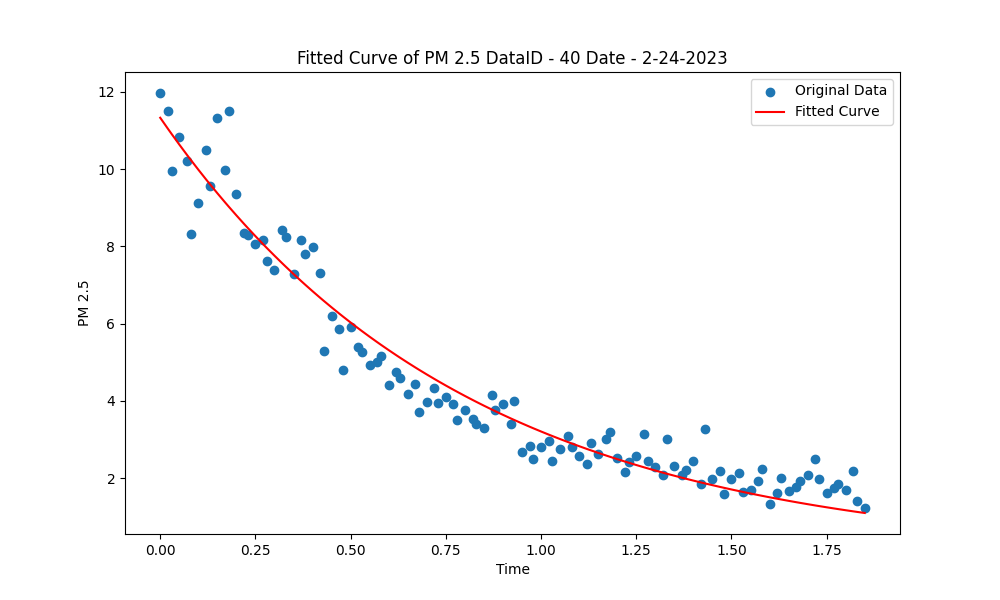 Fitted Curve of PM 2.5 DataID - 40 Date - 2-24-2023
Original Data
Fitted Curve
12
10
8
6
4
2
PM 2.5
0.00 0.25 0.50 0.75 1.00 1.25 1.50 1.75
Time